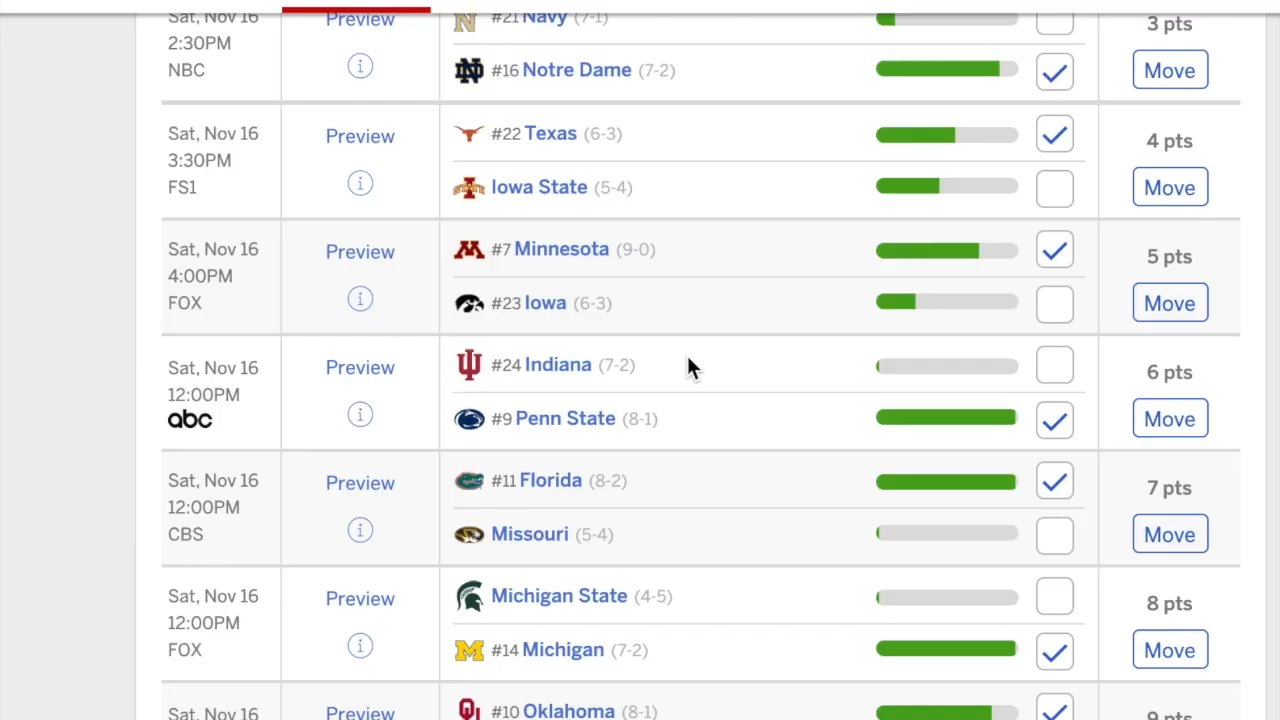 Sat, Nov 16 Preview #21 Navy (7-1) 3 pts
2:30PM
NBC #16 Notre Dame (7-2) Move
Sat, Nov 16 Preview #22 Texas (6-3) 4 pts
3:30PM
FS1 Iowa State (5-4) Move
Sat, Nov 16 Preview #7 Minnesota (9-0) 5 pts
4:00PM
FOX #23 Iowa (6-3) Move
Sat, Nov 16 Preview #24 Indiana (7-2) 6 pts
12:00PM
abc #9 Penn State (8-1) Move
Sat, Nov 16 Preview #11 Florida (8-2) 7 pts
12:00PM
CBS Missouri (5-4) Move
Sat, Nov 16 Preview Michigan State (4-5) 8 pts
12:00PM
FOX #14 Michigan (7-2) Move
Sat, Nov 16 Preview #10 Oklahoma (8-1) 9 pts